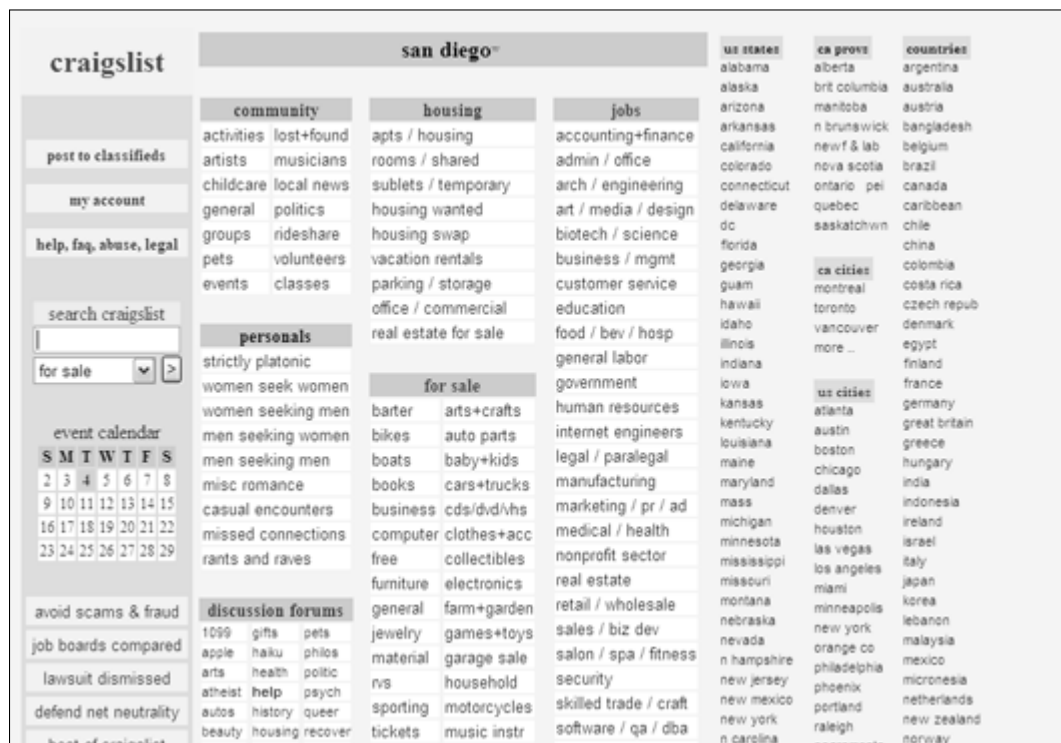 craigslist
post to classifieds
my account
help, faq, abuse, legal
search craigslist
for sale
>
event calendar
S M T W T F S
2 3 4 5 6 7 8
9 10 11 12 13 14 15
16 17 18 19 20 21 22
23 24 25 26 27 28 29
avoid scams & fraud
job boards compared
lawsuit dismissed
defend net neutrality
best of craigslist
san diego
community
activities lost+found
artists musicians
childcare local news
general politics
groups rideshare
pets volunteers
events classes
personals
strictly platonic
women seek women
women seeking men
men seeking women
men seeking men
misc romance
casual encounters
missed connections
rants and raves
discussion forums
1099 gifts pets
apple haiku philos
arts health politic
atheist help psych
autos history queer
beauty housing recover
housing
apts / housing
rooms / shared
sublets / temporary
housing wanted
housing swap
vacation rentals
parking / storage
office / commercial
real estate for sale
for sale
barter arts+crafts
bikes auto parts
boats baby+kids
books cars+trucks
business cds/dvd/vhs
computer clothes+acc
free collectibles
furniture electronics
general farm+garden
jewelry games+toys
material garage sale
rvs household
sporting motorcycles
tickets music instr
jobs
accounting+finance
admin / office
arch / engineering
art / media / design
biotech / science
business / mgmt
customer service
education
food / bev / hosp
general labor
government
human resources
internet engineers
legal / paralegal
manufacturing
marketing / pr / ad
medical / health
nonprofit sector
real estate
retail / wholesale
sales / biz dev
salon / spa / fitness
security
skilled trade / craft
software / qa / dba
us states
alabama
alaska
arizona
arkansas
california
colorado
connecticut
delaware
dc
florida
georgia
guam
hawaii
idaho
illinois
indiana
iowa
kansas
kentucky
louisiana
maine
maryland
mass
michigan
minnesota
mississippi
missouri
montana
nebraska
nevada
n hampshire
new jersey
new mexico
new york
n carolina
ca provs
alberta
brit columbia
manitoba
n brunswick
newf & lab
nova scotia
ontario pei
quebec
saskatchwn
ca cities
montreal
toronto
vancouver
more ...
us cities
atlanta
austin
boston
chicago
dallas
denver
houston
las vegas
los angeles
miami
minneapolis
new york
orange co
philadelphia
phoenix
portland
raleigh
countries
argentina
australia
austria
bangladesh
belgium
brazil
canada
caribbean
chile
china
colombia
costa rica
czech repub
denmark
egypt
finland
france
germany
great britain
greece
hungary
india
indonesia
ireland
israel
italy
japan
korea
lebanon
malaysia
mexico
micronesia
netherlands
new zealand
norway